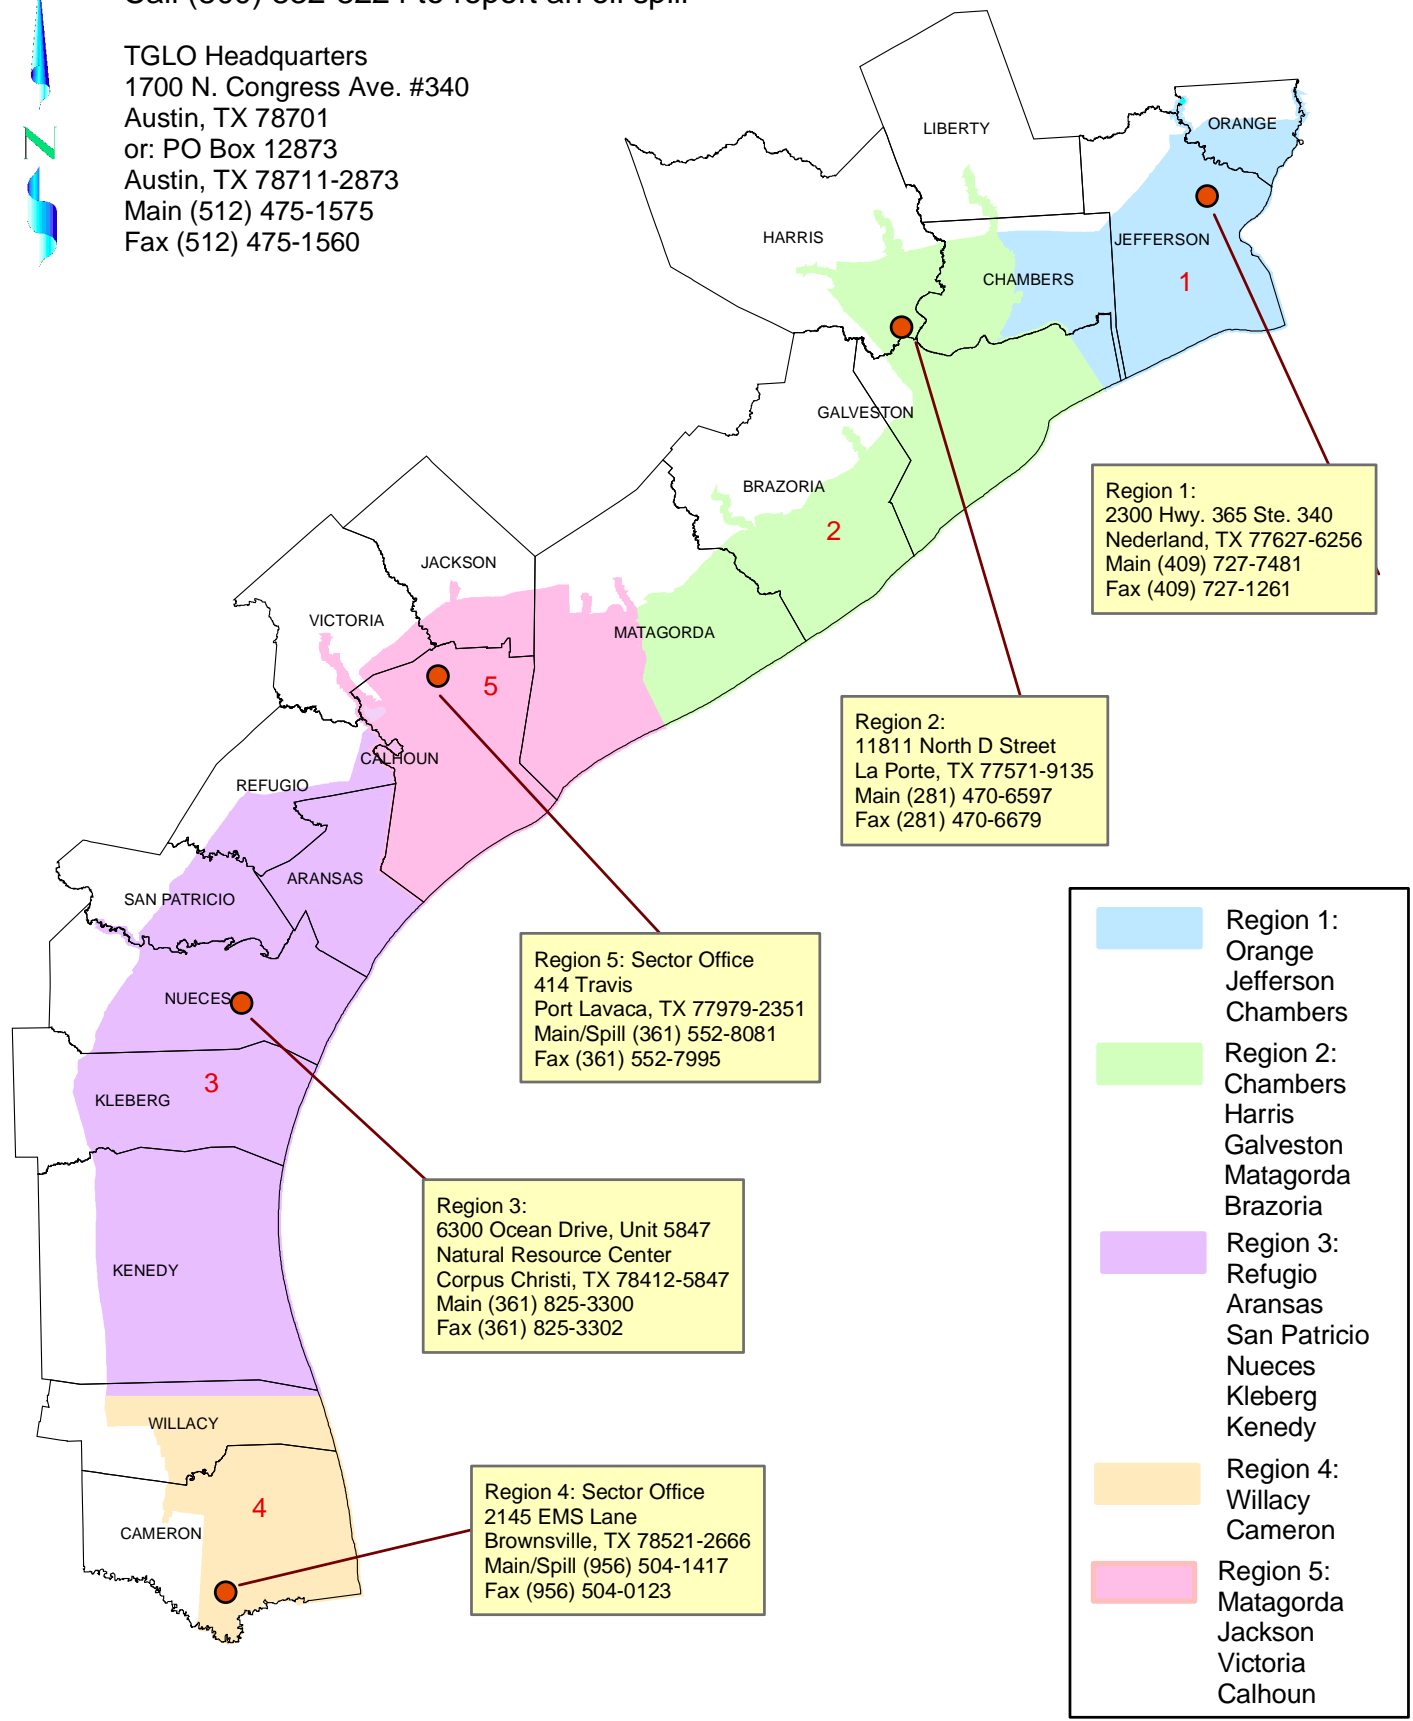 Call to report an oil spill
TGLO Headquarters
1700 N. Congress Ave. #340
Austin, TX 78701
or: PO Box 12873
Austin, TX 78711-2873
Main (512) 475-1575
Fax (512) 475-1560
N
LIBERTY
ORANGE
HARRIS
JEFFERSON
CHAMBERS
1
GALVESTON
BRAZORIA
2
JACKSON
VICTORIA
MATAGORDA
5
CALHOUN
REFUGIO
ARANSAS
SAN PATRICIO
NUECES
3
KLEBERG
KENEDY
WILLACY
4
CAMERON
Region 1:
2300 Hwy. 365 Ste. 340
Nederland, TX 77627-6256
Main (409) 727-7481
Fax (409) 727-1261
Region 2:
11811 North D Street
La Porte, TX 77571-9135
Main (281) 470-6597
Fax (281) 470-6679
Region 5: Sector Office
414 Travis
Port Lavaca, TX 77979-2351
Main/Spill (361) 552-8081
Fax (361) 552-7995
Region 3:
6300 Ocean Drive, Unit 5847
Natural Resource Center
Corpus Christi, TX 78412-5847
Main (361) 825-3300
Fax (361) 825-3302
Region 4: Sector Office
2145 EMS Lane
Brownsville, TX 78521-2666
Main/Spill (956) 504-1417
Fax (956) 504-0123
Region 1:
Orange
Jefferson
Chambers
Region 2:
Chambers
Harris
Galveston
Matagorda
Brazoria
Region 3:
Refugio
Aransas
San Patricio
Nueces
Kleberg
Kenedy
Region 4:
Willacy
Cameron
Region 5:
Matagorda
Jackson
Victoria
Calhoun